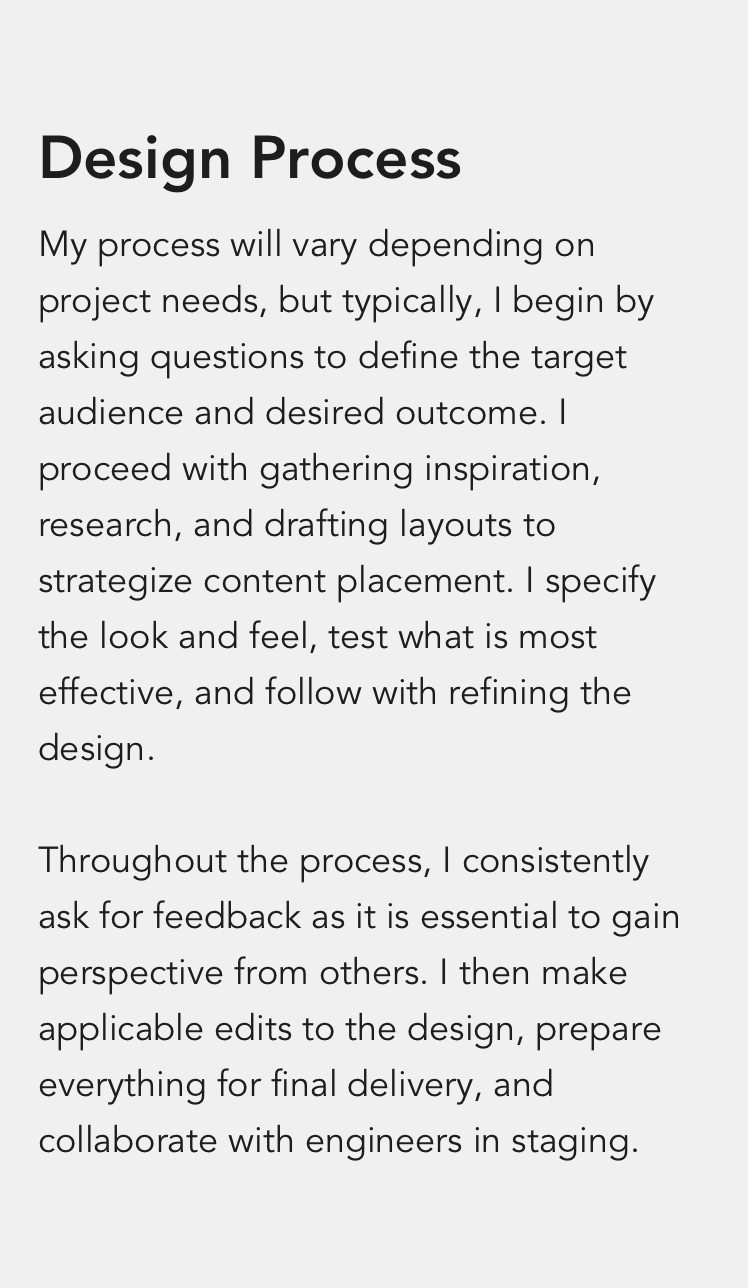 Design Process
My process will vary depending on
project needs, but typically, I begin by
asking questions to define the target
audience and desired outcome. I
proceed with gathering inspiration,
research, and drafting layouts to
strategize content placement. I specify
the look and feel, test what is most
effective, and follow with refining the
design.
Throughout the process, I consistently
ask for feedback as it is essential to gain
perspective from others. I then make
applicable edits to the design, prepare
everything for final delivery, and
collaborate with engineers in staging.